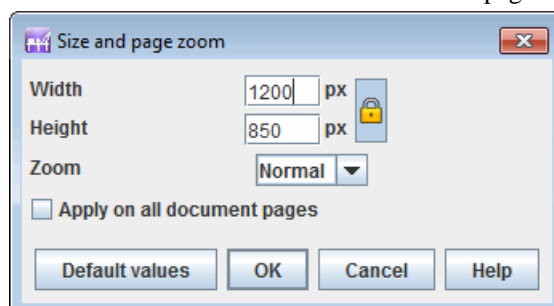 page
Size and page zoom
Width 1200 px
Height 850 px
Zoom Normal
Apply on all document pages
Default values OK Cancel Help